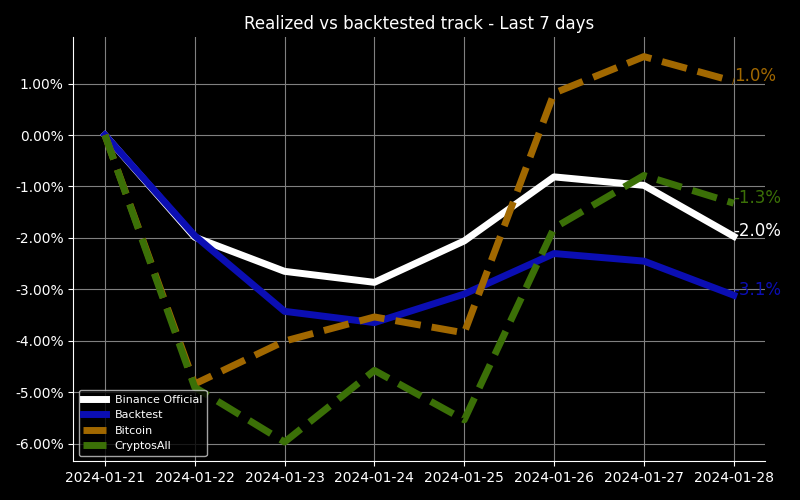 Realized vs backtested track - Last 7 days
1.00%
0.00%
-1.00%
-2.00%
-3.00%
-4.00%
-5.00%
-6.00%
1.0%
-1.3%
-2.0%
-3.1%
Binance Official
Backtest
Bitcoin
CryptosAll
2024-01-21 2024-01-22 2024-01-23 2024-01-24 2024-01-25 2024-01-26 2024-01-27 2024-01-28